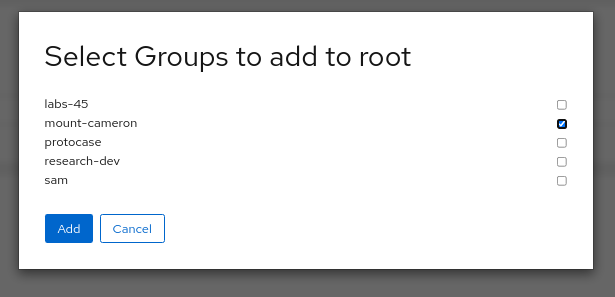 Select Groups to add to root
labs-45
mount-cameron
protocase
research-dev
sam
Add Cancel